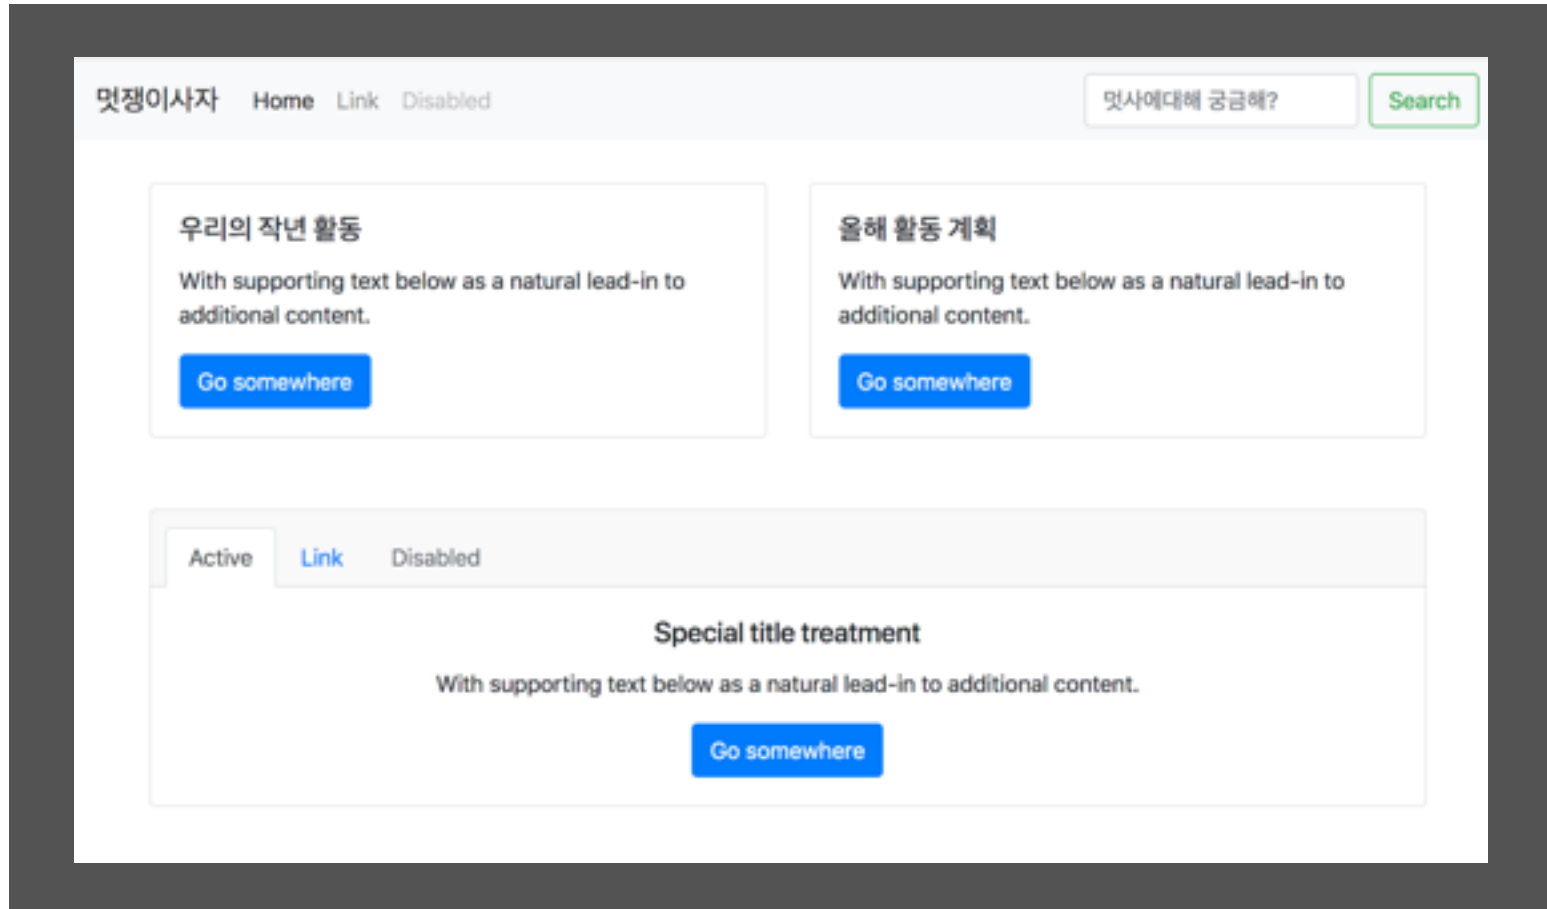 멋쟁이사자 Home Link Disabled 멋사에대해 궁금해? Search
우리의 작년 활동
With supporting text below as a natural lead-in to
additional content.
Go somewhere
올해 활동 계획
With supporting text below as a natural lead-in to
additional content.
Go somewhere
Active Link Disabled
Special title treatment
With supporting text below as a natural lead-in to additional content.
Go somewhere